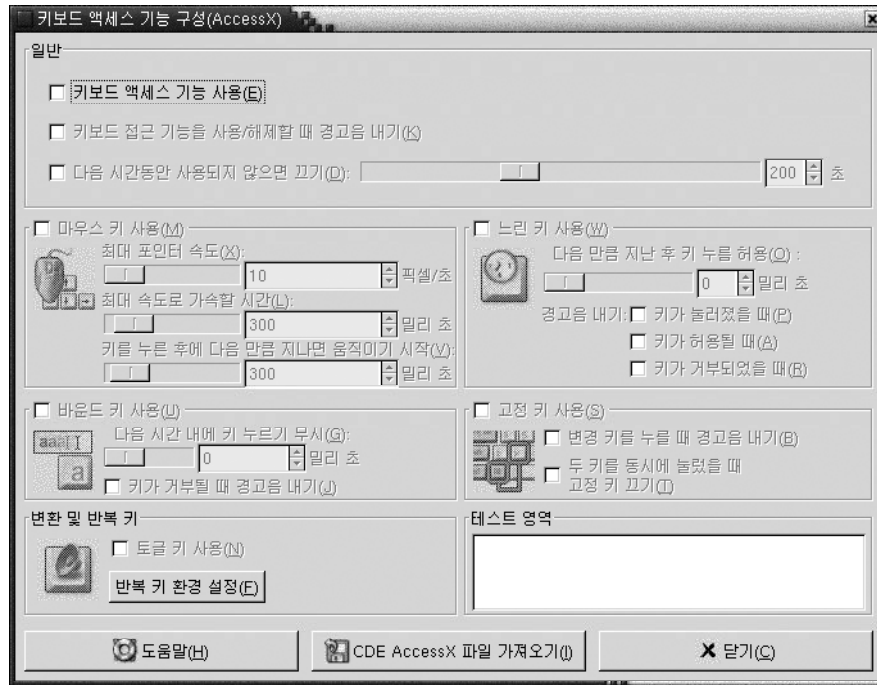 키보드 액세스 기능 구성(AccessX)
일반
키보드 액세스 기능 사용(E)
키보드 접근 기능을 사용/해제할 때 경고음 내기(K)
다음 시간동안 사용되지 않으면 끄기(D): 200 초
마우스 키 사용(M)
최대 포인터 속도(X):
10 픽셀/초
최대 속도로 가속할 시간(L):
300 밀리 초
키를 누른 후에 다음 만큼 지나면 움직이기 시작(V):
300 밀리 초
느린 키 사용(W)
다음 만큼 지난 후 키 누름 허용(O) :
0 밀리 초
경고음 내기: 키가 눌러졌을 때(P)
키가 허용될 때(A)
키가 거부되었을 때(R)
바운드 키 사용(U)
다음 시간 내에 키 누르기 무시(G):
0 밀리 초
키가 거부될 때 경고음 내기(J)
고정 키 사용(S)
변경 키를 누를 때 경고음 내기(B)
두 키를 동시에 눌렀을 때
고정 키 끄기(T)
변환 및 반복 키
토글 키 사용(N)
반복 키 환경 설정(F)
테스트 영역
도움말(H)
CDE AccessX 파일 가져오기(I)
닫기(C)